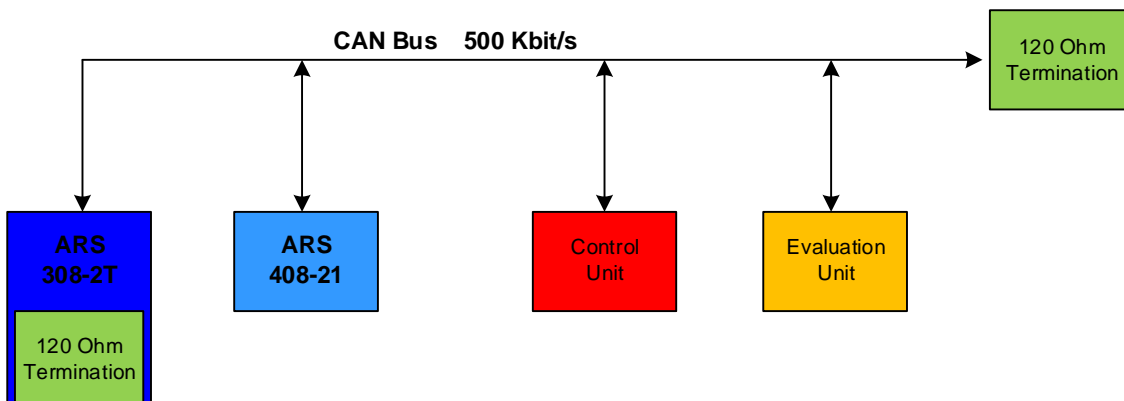 CAN Bus 500 Kbit/s
120 Ohm
Termination
ARS
308-2T
120 Ohm
Termination
ARS
408-21
Control
Unit
Evaluation
Unit